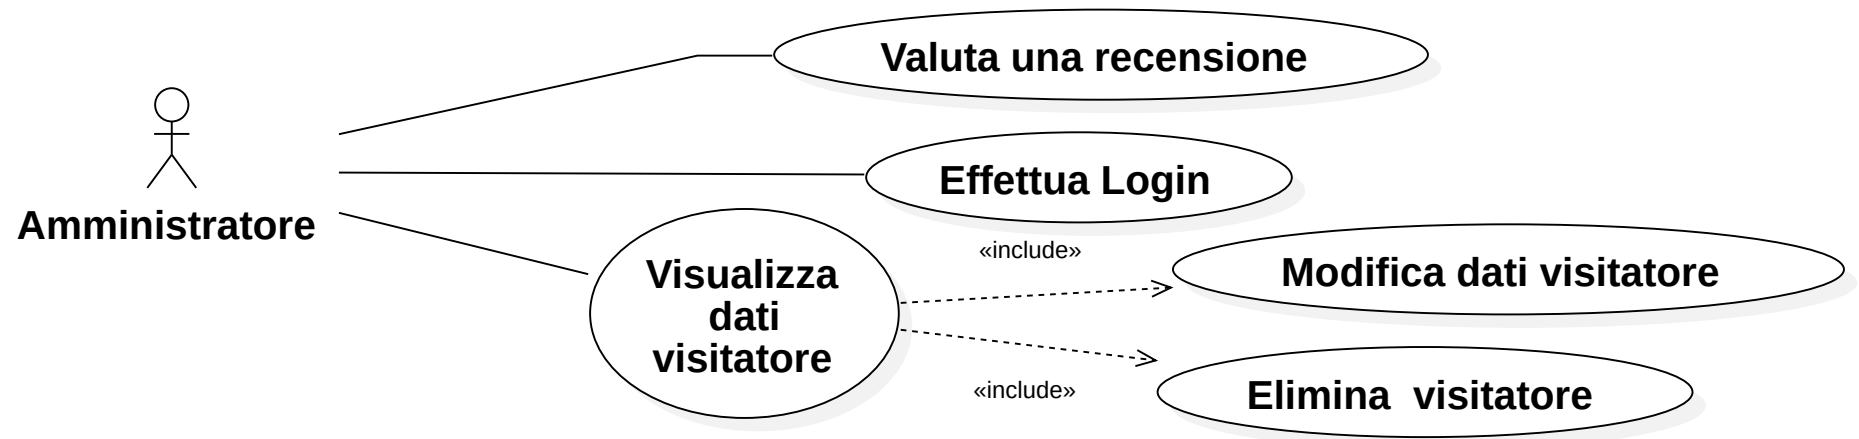 Valuta una recensione
Effettua Login
Amministratore
«include»
Visualizza
dati
visitatore
Modifica dati visitatore
«include»
Elimina  visitatore